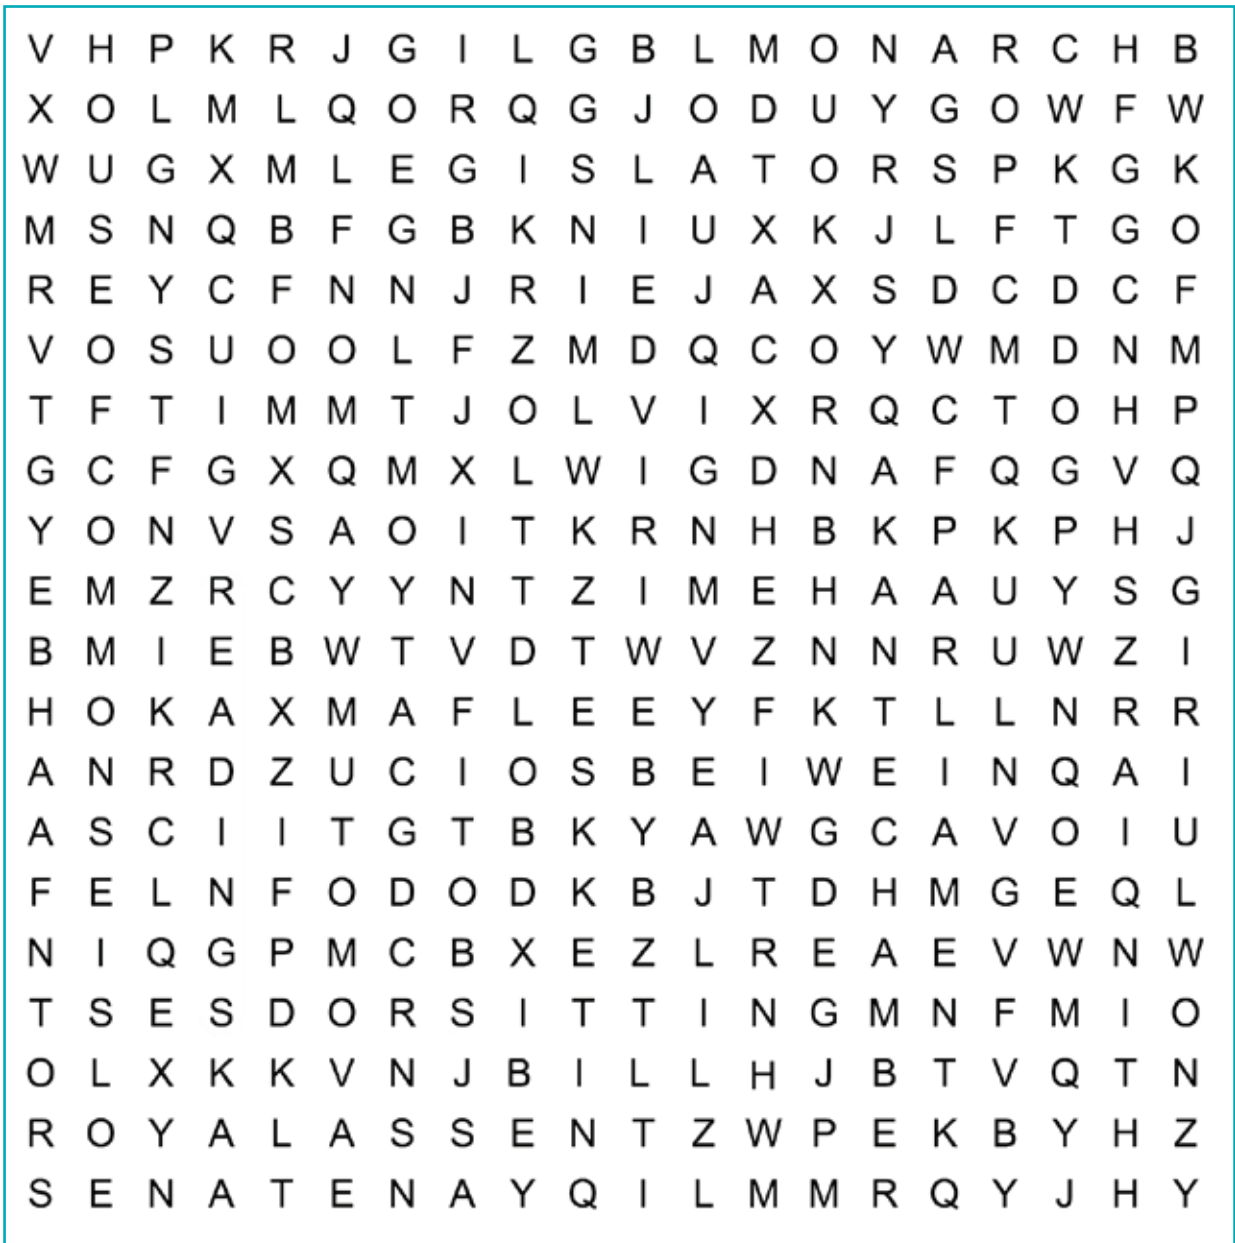 V H P K R J G I L G B L M O N A R C H B
X O L M L Q O R Q G J O D U Y G O W F W
W U G X M L E G I S L A T O R S P K G K
M S N Q B F G B K N I U X K J L F T G O
R E Y C F N N J R I E J A X S D C D C F
V O S U O O L F Z M D Q C O Y W M D N M
T F T I M M T J O L V I X R Q C T O H P
G C F G X Q M X L W I G D N A F Q G V Q
Y O N V S A O I T K R N H B K P K P H J
E M Z R C Y Y N T Z I M E H A A U Y S G
B M I E B W T V D T W V Z N N R U W Z I
H O K A X M A F L E E Y F K T L L N R R
A N R D Z U C I O S B E I W E I N Q A I
A S C I I T G T B K Y A W G C A V O I U
F E L N F O D O D K B J T D H M G E Q L
N I Q G P M C B X E Z L R E A E V W N W
T S E S D O R S I T T I N G M N F M I O
O L X K K V N J B I L L H J B T V Q T N
R O Y A L A S S E N T Z W P E K B Y H Z
S E N A T E N A Y Q I L M M R Q Y J H Y